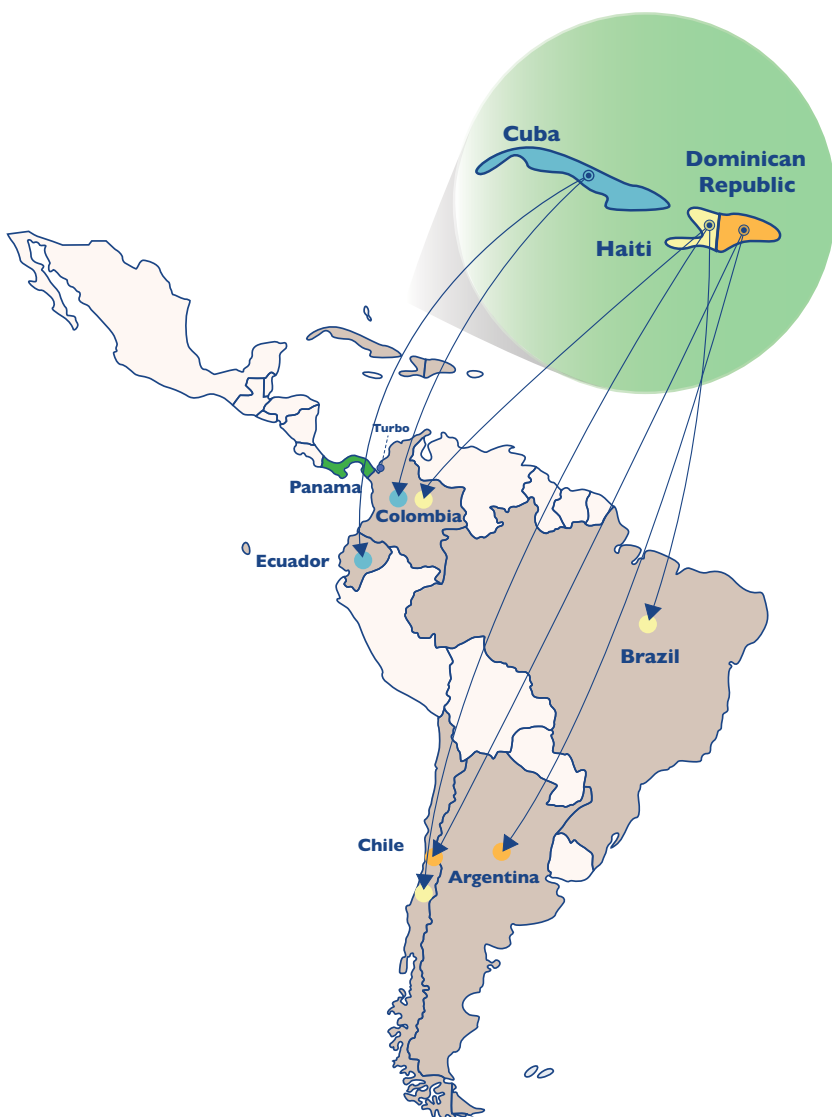 Cuba
Dominican
Republic
Haiti
Turbo
Panama
Colombia
Ecuador
Brazil
Chile
Argentina